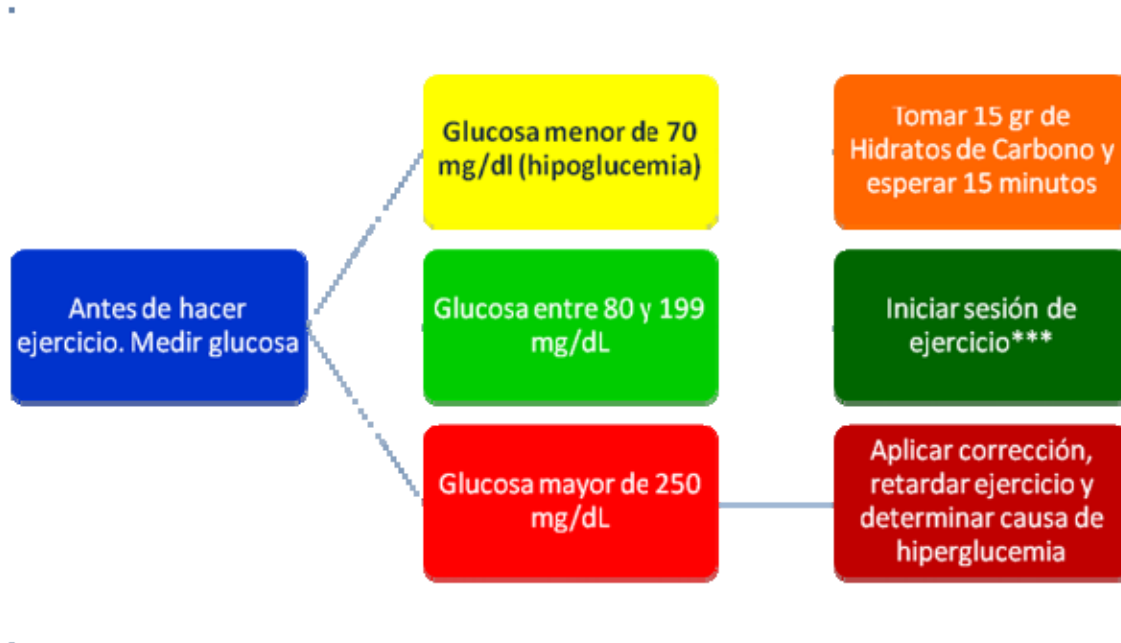 Glucosa menor de 70
mg/dl (hipoglucemia)
Tomar 15 gr de
Hidratos de Carbono y
esperar 15 minutos
Antes de hacer
ejercicio. Medir glucosa
Glucosa entre 80 y 199
mg/dL
Iniciar sesión de
ejercicio***
Glucosa mayor de 250
mg/dL
Aplicar corrección,
retardar ejercicio y
determinar causa de
hiperglucemia